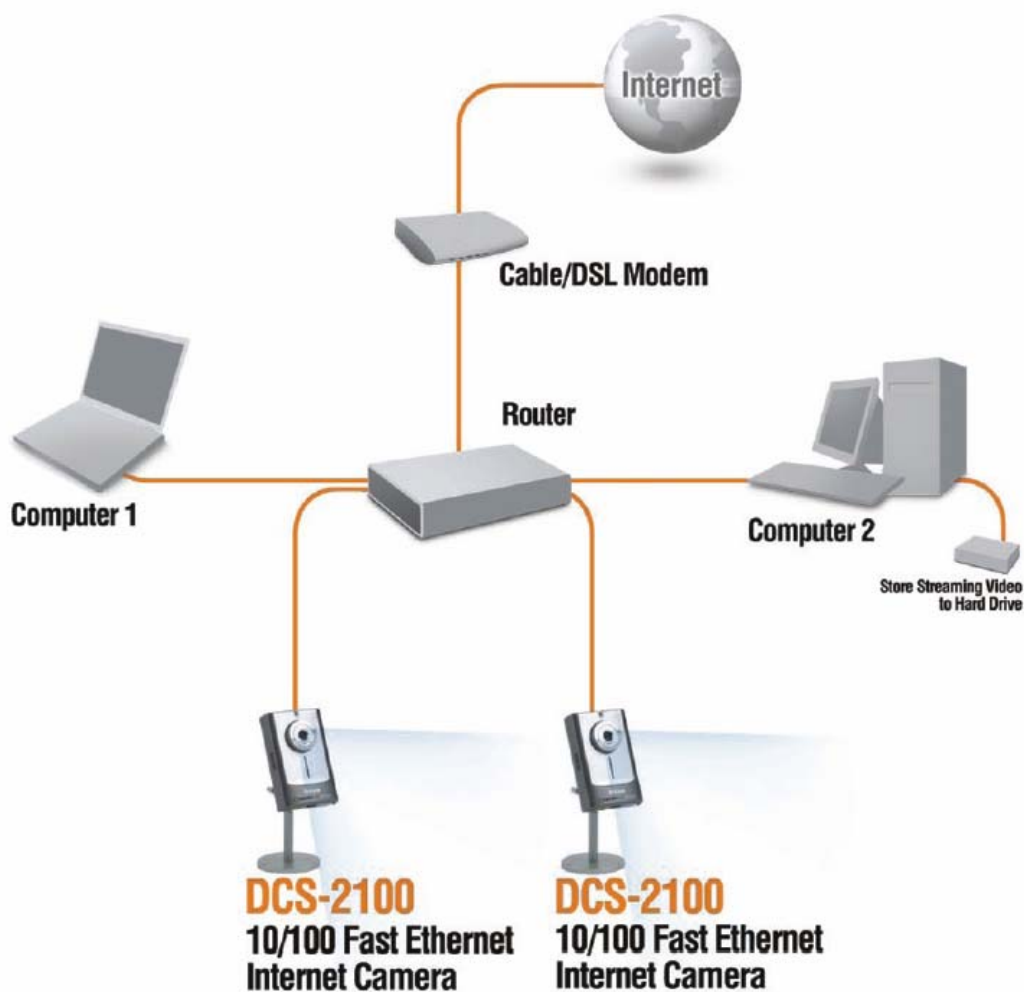 Internet
Cable/DSL Modem
Router
Computer 1
Computer 2
Store Streaming Video
to Hard Drive
DCS-2100
10/100 Fast Ethernet
Internet Camera
DCS-2100
10/100 Fast Ethernet
Internet Camera